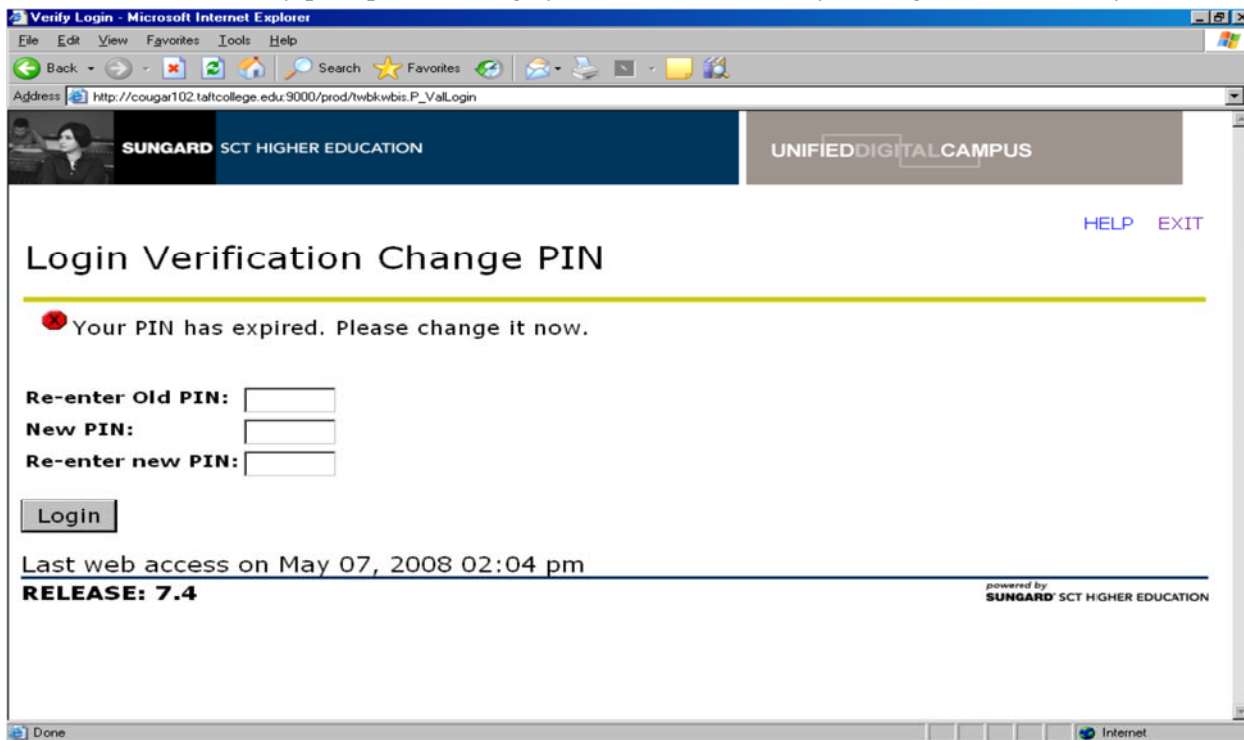 Verify Login - Microsoft Internet Explorer
File Edit View Favorites Tools Help
Back Search Favorites
Address http://cougar102.taftcollege.edu:9000/prod/twbkwbis.P_ValLogin
SUNGARD SCT HIGHER EDUCATION UNIFIEDDIGITALCAMPUS
HELP EXIT
Login Verification Change PIN
Your PIN has expired. Please change it now.
Re-enter Old PIN:
New PIN:
Re-enter new PIN:
Login
Last web access on May 07, 2008 02:04 pm
RELEASE: 7.4
powered by
SUNGARD' SCT HIGHER EDUCATION
Done Internet